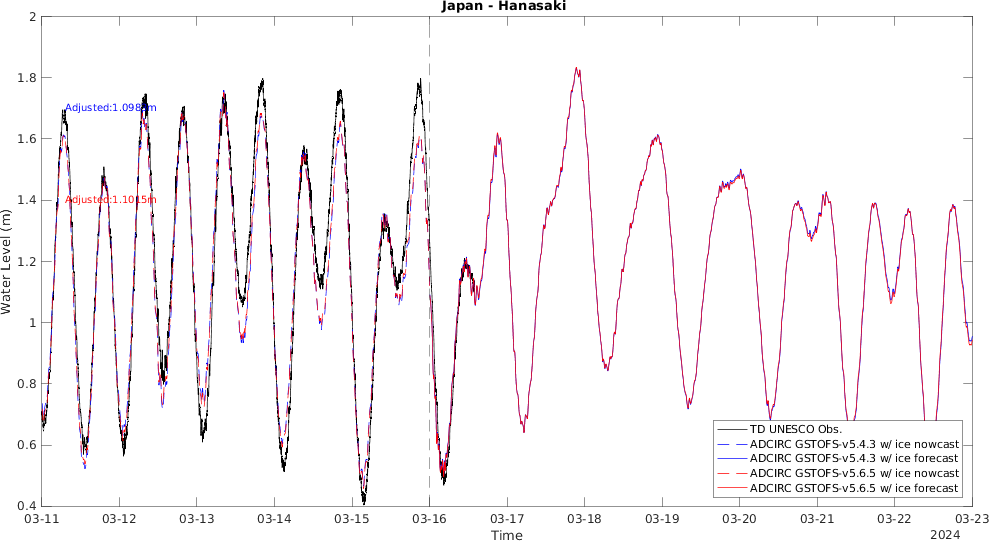 Japan - Hanasaki
2
1.8
1.6
1.4
1.2
1
0.8
0.6
0.4
Water Level (m)
Adjusted:1.1015m
TD UNESCO Obs.
ADCIRC GSTOFS-v5.4.3 w/ ice nowcast
ADCIRC GSTOFS-v5.4.3 w/ ice forecast
ADCIRC GSTOFS-v5.6.5 w/ ice nowcast
ADCIRC GSTOFS-v5.6.5 w/ ice forecast
03-11 03-12 03-13 03-14 03-15 03-16 03-17 03-18 03-19 03-20 03-21 03-22 03-23
Time
2024